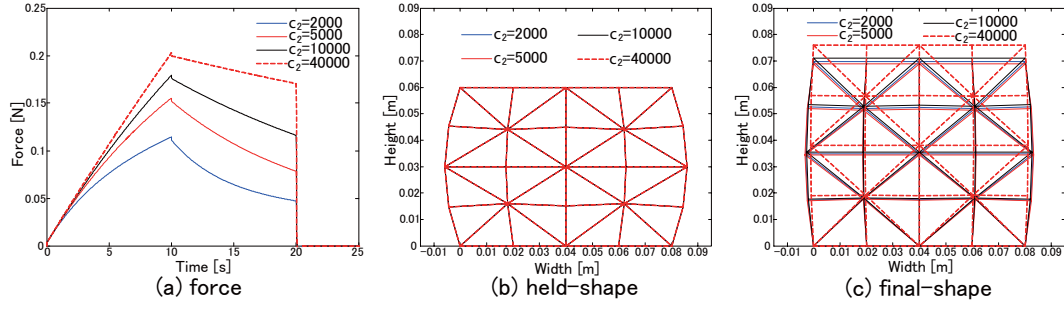 c₂=2000
c₂=5000
c₂=10000
c₂=40000
0.25
0.2
0.15
0.1
0.05
0
Force [N]
0 5 10 15 20 25
Time [s]
(a) force
c₂=2000 c₂=10000
c₂=5000 c₂=40000
0.09
0.08
0.07
0.06
0.05
0.04
0.03
0.02
0.01
0
Height [m]
-0.01 0 0.01 0.02 0.03 0.04 0.05 0.06 0.07 0.08 0.09
Width [m]
(b) held-shape
c₂=2000 c₂=10000
c₂=5000 c₂=40000
0.09
0.08
0.07
0.06
0.05
0.04
0.03
0.02
0.01
0
Height [m]
-0.01 0 0.01 0.02 0.03 0.04 0.05 0.06 0.07 0.08 0.09
Width [m]
(c) final-shape